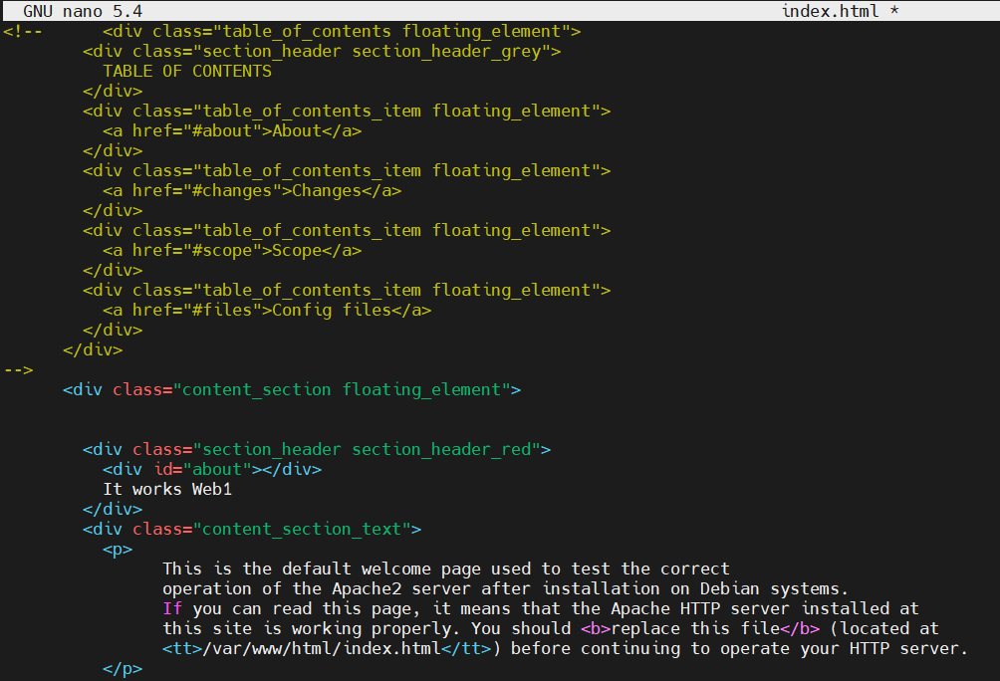 GNU nano 5.4 index.html *
<!-- <div class="table_of_contents floating_element">
<div class="section_header section_header_grey">
TABLE OF CONTENTS
</div>
<div class="table_of_contents_item floating_element">
<a href="#about">About</a>
</div>
<div class="table_of_contents_item floating_element">
<a href="#changes">Changes</a>
</div>
<div class="table_of_contents_item floating_element">
<a href="#scope">Scope</a>
</div>
<div class="table_of_contents_item floating_element">
<a href="#files">Config files</a>
</div>
</div>
-->
<div class="content_section floating_element">
<div class="section_header section_header_red">
<div id="about"></div>
It works Web1
</div>
<div class="content_section_text">
<p>
This is the default welcome page used to test the correct
operation of the Apache2 server after installation on Debian systems.
If you can read this page, it means that the Apache HTTP server installed at
this site is working properly. You should <b>replace this file</b> (located at
<tt>/var/www/html/index.html</tt>) before continuing to operate your HTTP server.
</p>